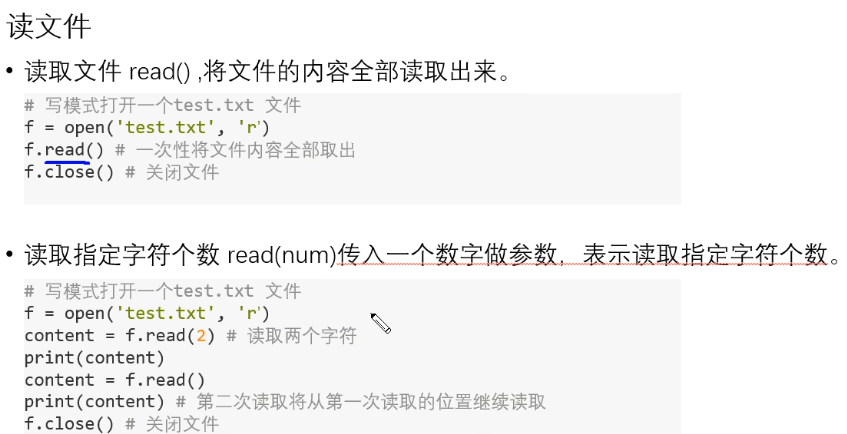 读文件
• 读取文件 read() ,将文件的内容全部读取出来。
# 写模式打开一个test.txt 文件
f = open('test.txt', 'r')
f.read() # 一次性将文件内容全部取出
f.close() # 关闭文件
• 读取指定字符个数 read(num)传入一个数字做参数，表示读取指定字符个数。
# 写模式打开一个test.txt 文件
f = open('test.txt', 'r')
content = f.read(2) # 读取两个字符
print(content)
content = f.read()
print(content) # 第二次读取将从第一次读取的位置继续读取
f.close() # 关闭文件